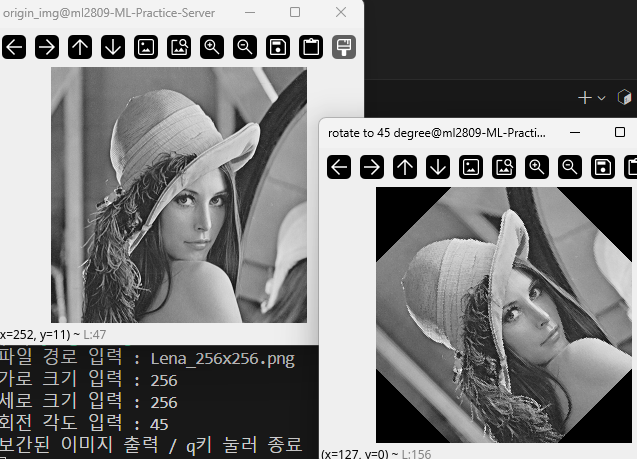 origin_img@ml2809-ML-Practice-Server
rotate to 45 degree@ml2809-ML-Practi...
(x=252, y=11) ~ L:47
파일 경로 입력 : Lena_256x256.png
가로 크기 입력 : 256
세로 크기 입력 : 256
회전 각도 입력 : 45
보간된 이미지 출력 / q키 눌러 종료
(x=127, y=0) ~ L:156